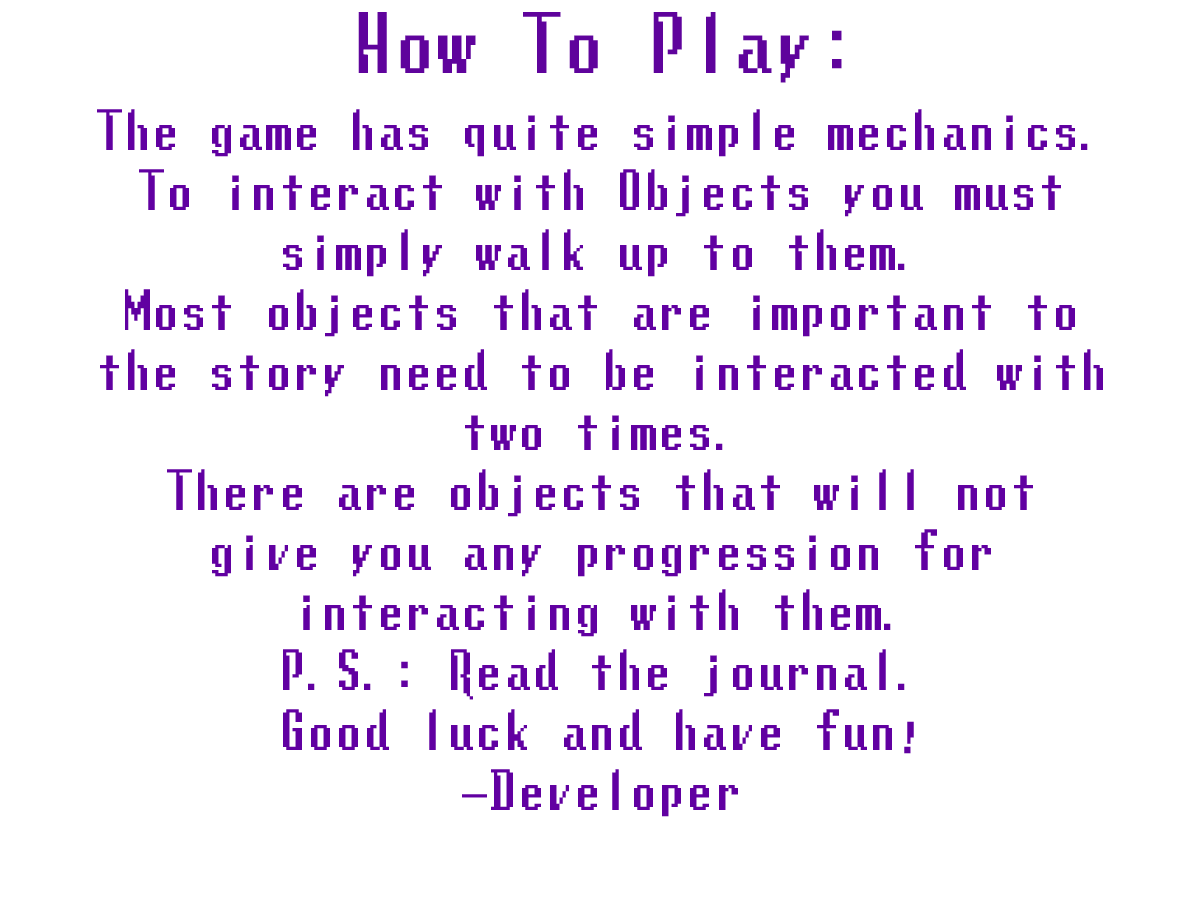 How To Play:
The game has quite simple mechanics.
To interact with Objects you must
simply walk up to them.
Most objects that are important to
the story need to be interacted with
two times.
There are objects that will not
give you any progression for
interacting with them.
P.S.: Read the journal.
Good luck and have fun!
-Developer